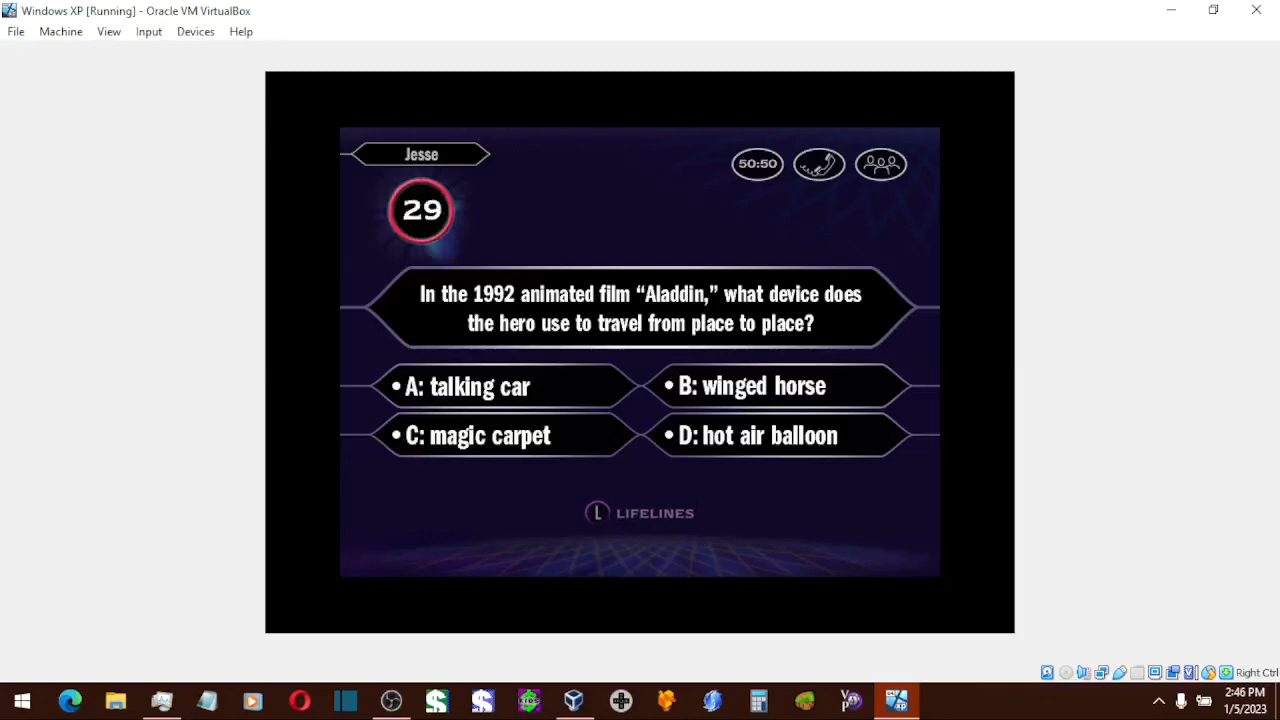 Windows XP [Running] - Oracle VM VirtualBox
File Machine View Input Devices Help
Jesse
50:50
29
In the 1992 animated film “Aladdin,” what device does
the hero use to travel from place to place?
• A: talking car
• B: winged horse
• C: magic carpet
• D: hot air balloon
L LIFELINES
Right Ctrl
2:46 PM
1/5/2023